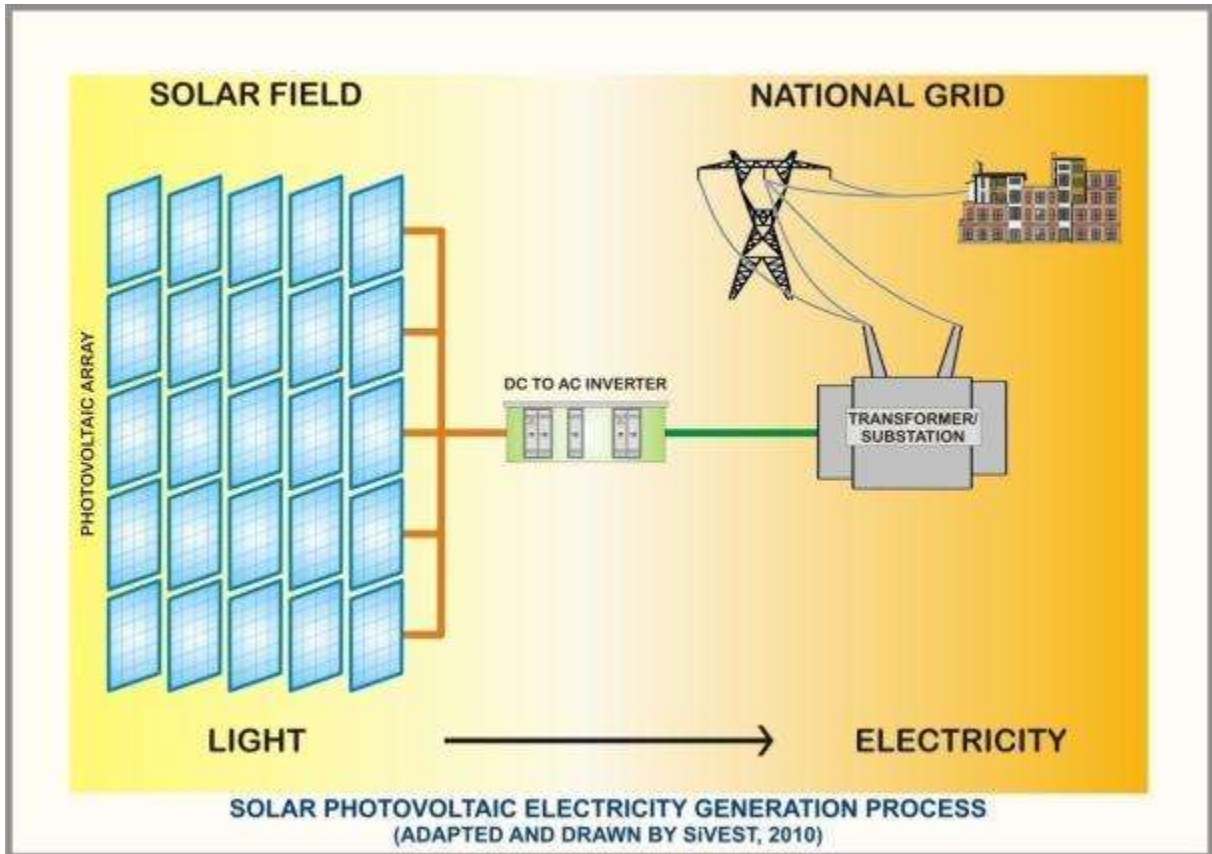 SOLAR FIELD
NATIONAL GRID
PHOTOVOLTAIC ARRAY
DC TO AC INVERTER
TRANSFORMER/
SUBSTATION
LIGHT
ELECTRICITY
SOLAR PHOTOVOLTAIC ELECTRICITY GENERATION PROCESS
(ADAPTED AND DRAWN BY SiVEST, 2010)